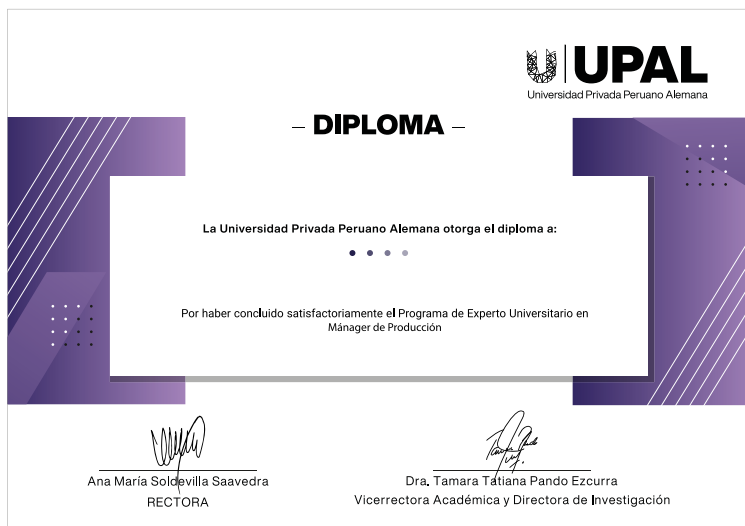 UPAL
Universidad Privada Peruano Alemana
– DIPLOMA –
La Universidad Privada Peruano Alemana otorga el diploma a:
Por haber concluido satisfactoriamente el Programa de Experto Universitario en
Mánager de Producción
Ana María Soldevilla Saavedra
RECTORA
Dra. Tamara Tatiana Pando Ezcurra
Vicerrectora Académica y Directora de Investigación